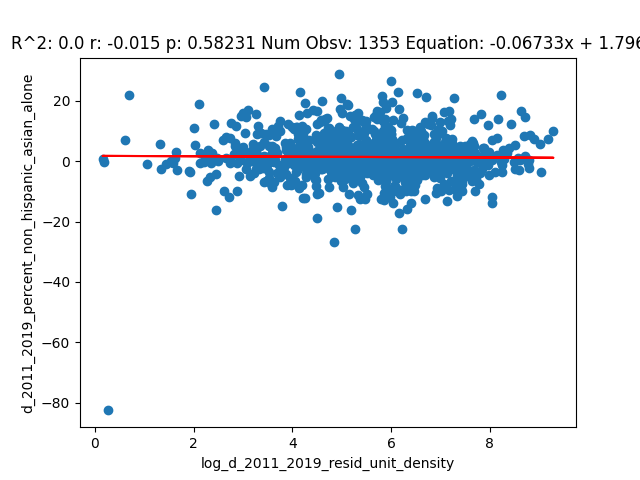 R^2: 0.0 r: -0.015 p: 0.58231 Num Obsv: 1353 Equation: -0.06733x + 1.796
20
0
−20
−40
−60
−80
d_2011_2019_percent_non_hispanic_asian_alone
0 2 4 6 8
log_d_2011_2019_resid_unit_density